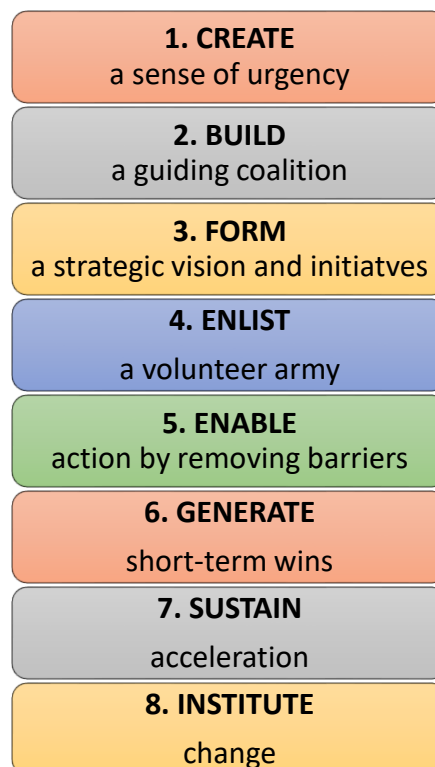 1. CREATE
a sense of urgency
2. BUILD
a guiding coalition
3. FORM
a strategic vision and initiatves
4. ENLIST
a volunteer army
5. ENABLE
action by removing barriers
6. GENERATE
short-term wins
7. SUSTAIN
acceleration
8. INSTITUTE
change